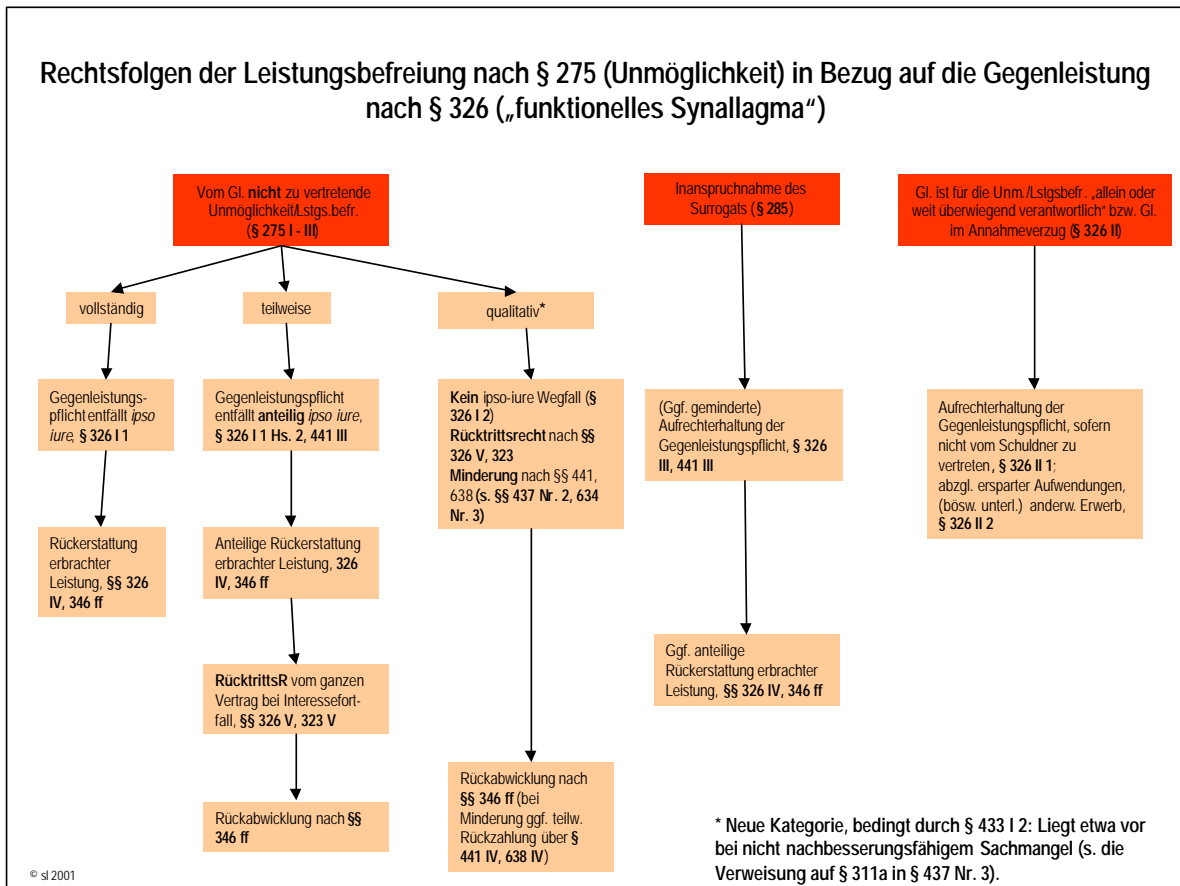 Rechtsfolgen der Leistungsbefreiung nach § 275 (Unmöglichkeit) in Bezug auf die Gegenleistung
nach § 326 („funktionelles Synallagma“)
Vom Gl. nicht zu vertretende
Unmöglichkeit/Lstgs.befr.
(§ 275 I - III)
Inanspruchnahme des
Surrogats (§ 285)
Gl. ist für die Unm./Lstgsbefr. „allein oder
weit überwiegend verantwortlich“ bzw. Gl.
im Annahmeverzug (§ 326 II)
vollständig
teilweise
qualitativ*
Gegenleistungs-
pflicht entfällt ipso
iure, § 326 I 1
Gegenleistungspflicht
entfällt anteilig ipso iure,
§ 326 I 1 Hs. 2, 441 III
Kein ipso-iure Wegfall (§
326 I 2)
Rücktrittsrecht nach §§
326 V, 323
Minderung nach §§ 441,
638 (s. §§ 437 Nr. 2, 634
Nr. 3)
(Ggf. geminderte)
Aufrechterhaltung der
Gegenleistungspflicht, § 326
III, 441 III
Aufrechterhaltung der
Gegenleistungspflicht, sofern
nicht vom Schuldner zu
vertreten, § 326 II 1;
abzgl. ersparter Aufwendungen,
(bösw. unterl.) anderw. Erwerb,
§ 326 II 2
Rückerstattung
erbrachter
Leistung, §§ 326
IV, 346 ff
Anteilige Rückerstattung
erbrachter Leistung, 326
IV, 346 ff
Ggf. anteilige
Rückerstattung erbrachter
Leistung, §§ 326 IV, 346 ff
RücktrittsR vom ganzen
Vertrag bei Interessefort-
fall, §§ 326 V, 323 V
Rückabwicklung nach §§
346 ff
Rückabwicklung nach
§§ 346 ff (bei
Minderung ggf. teilw.
Rückzahlung über §
441 IV, 638 IV)
* Neue Kategorie, bedingt durch § 433 I 2: Liegt etwa vor
bei nicht nachbesserungsfähigem Sachmangel (s. die
Verweisung auf § 311a in § 437 Nr. 3).
© sl 2001